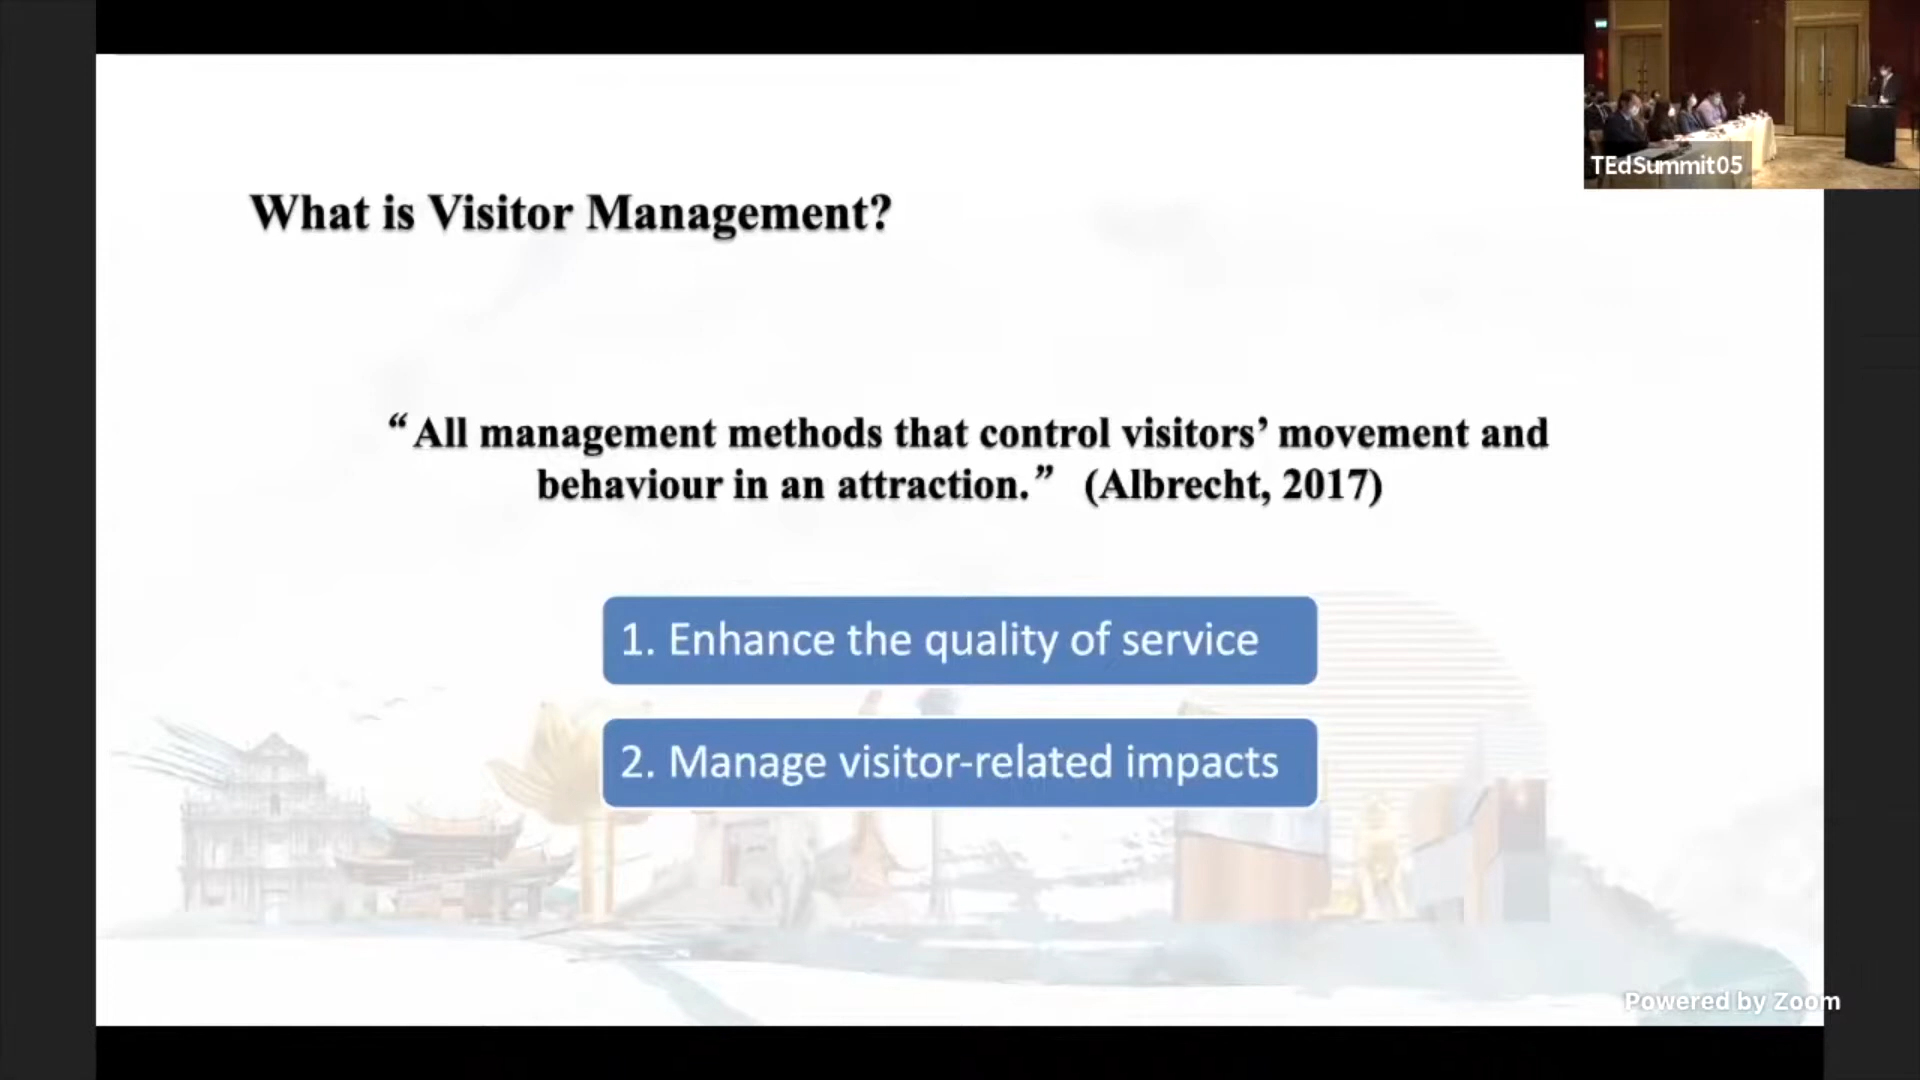 TEdSummit05
What is Visitor Management?
“All management methods that control visitors’ movement and
behaviour in an attraction.” (Albrecht, 2017)
1. Enhance the quality of service
2. Manage visitor-related impacts
Powered by Zoom